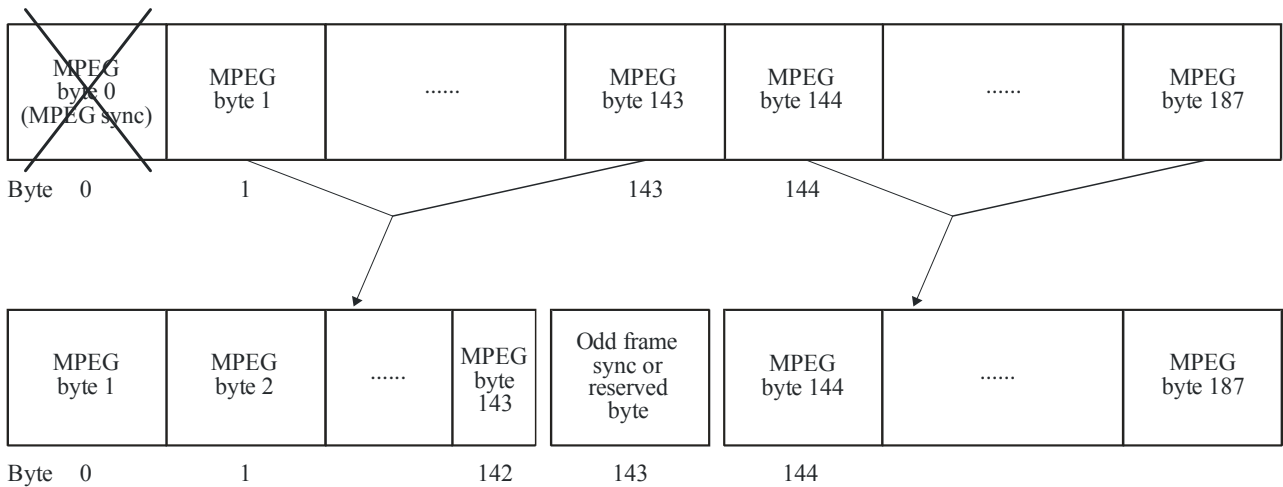 MPEG
byte 0
(MPEG sync)
MPEG
byte 1
......
MPEG
byte 143
MPEG
byte 144
......
MPEG
byte 187
Byte 0 1 143 144
MPEG
byte 1
MPEG
byte 2
......
MPEG
byte
143
Odd frame
sync or
reserved
byte
MPEG
byte 144
......
MPEG
byte 187
Byte 0 1 142 143 144